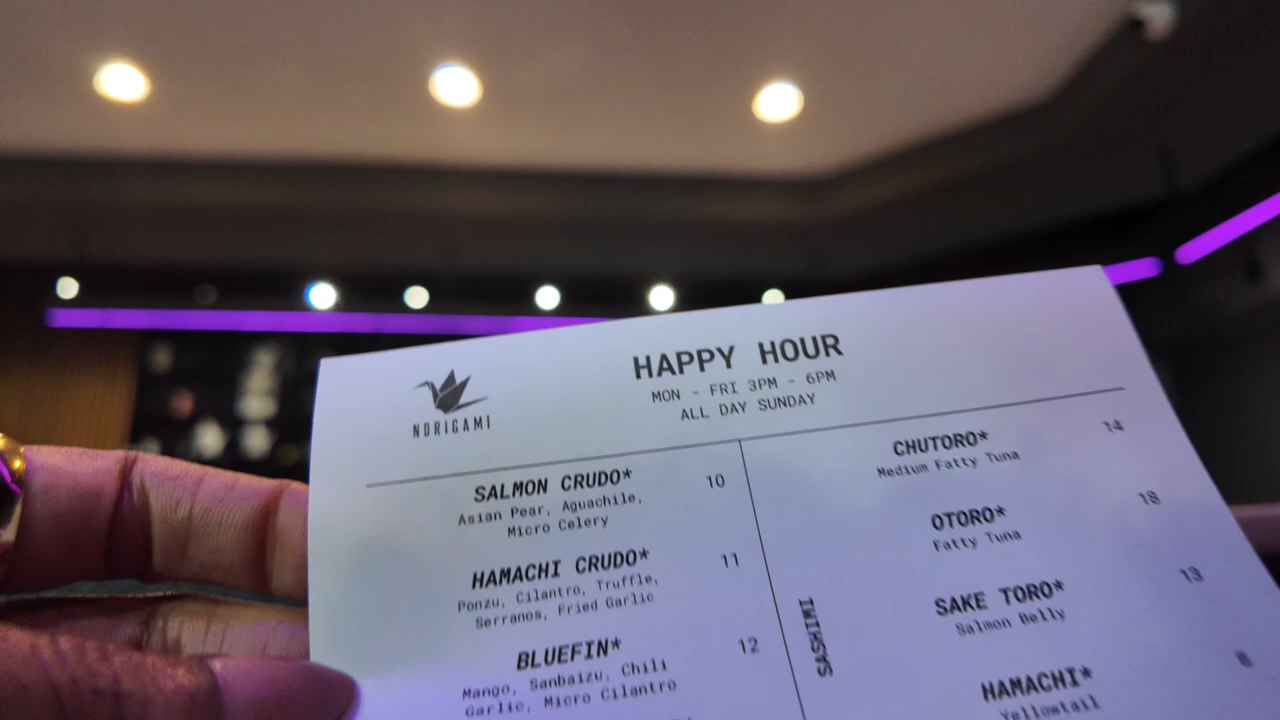 NORIGAMI
HAPPY HOUR
MON - FRI 3PM - 6PM
ALL DAY SUNDAY
SALMON CRUDO* 10
Asian Pear, Aguachile,
Micro Celery
HAMACHI CRUDO* 11
Ponzu, Cilantro, Truffle,
Serranos, Fried Garlic
BLUEFIN* 12
Mango, Sanbaizu, Chili
Garlic, Micro Cilantro
SASHIMI
CHUTORO* 14
Medium Fatty Tuna
OTORO* 18
Fatty Tuna
SAKE TORO* 13
Salmon Belly
HAMACHI*
Yellowtail